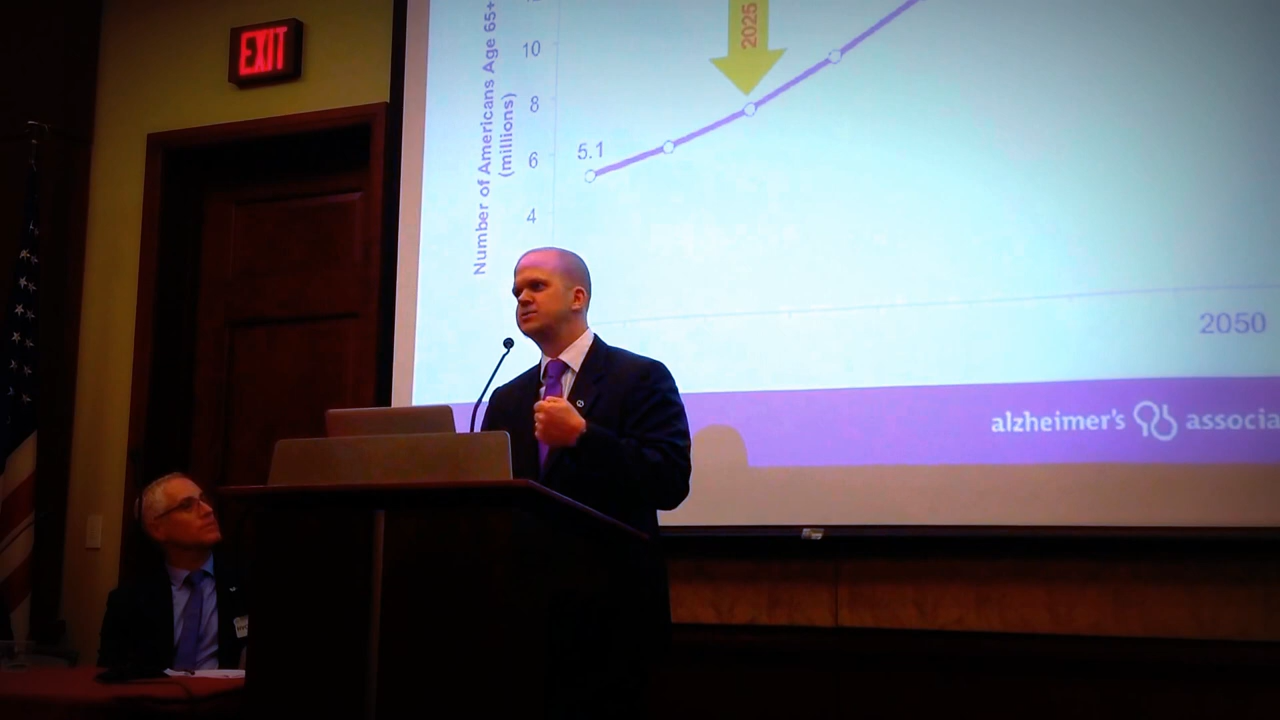 EXIT
Number of Americans Age 65+
(millions)
10
8
6
4
5.1
2025
2050
alzheimer's associa